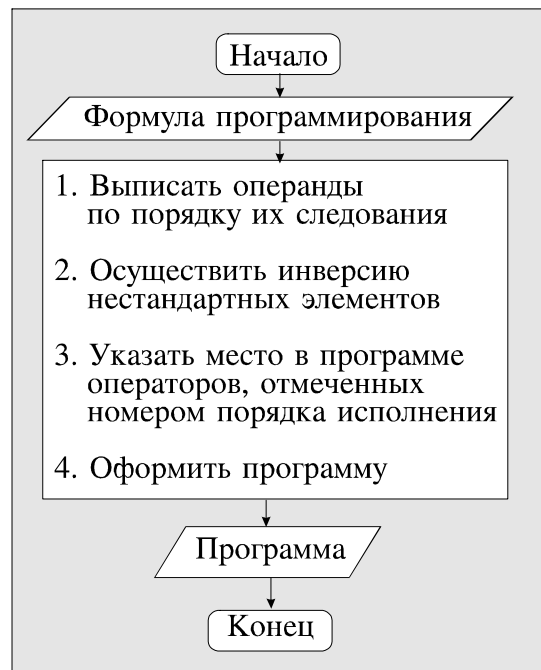 Начало
Формула программирования
1. Выписать операнды
по порядку их следования
2. Осуществить инверсию
нестандартных элементов
3. Указать место в программе
операторов, отмеченных
номером порядка исполнения
4. Оформить программу
Программа
Конец